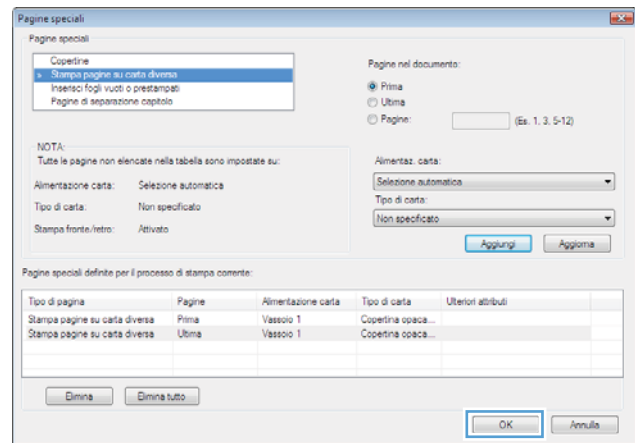 Pagine speciali
Pagine speciali
Copertine
» Stampa pagine su carta diversa
Inserisci fogli vuoti o prestampati
Pagine di separazione capitolo
Pagine nel documento:
Prima
Ultima
Pagine: (Es. 1, 3, 5-12)
NOTA:
Tutte le pagine non elencate nella tabella sono impostate su:
Alimentazione carta: Selezione automatica
Tipo di carta: Non specificato
Stampa fronte/retro: Attivato
Alimentaz. carta:
Selezione automatica
Tipo di carta:
Non specificato
Aggiungi Aggiorna
Pagine speciali definite per il processo di stampa corrente:
Tipo di pagina Pagine Alimentazione carta Tipo di carta Ulteriori attributi
Stampa pagine su carta diversa Prima Vassoio 1 Copertina opaca...
Stampa pagine su carta diversa Ultima Vassoio 1 Copertina opaca...
Elimina Elimina tutto
OK Annulla